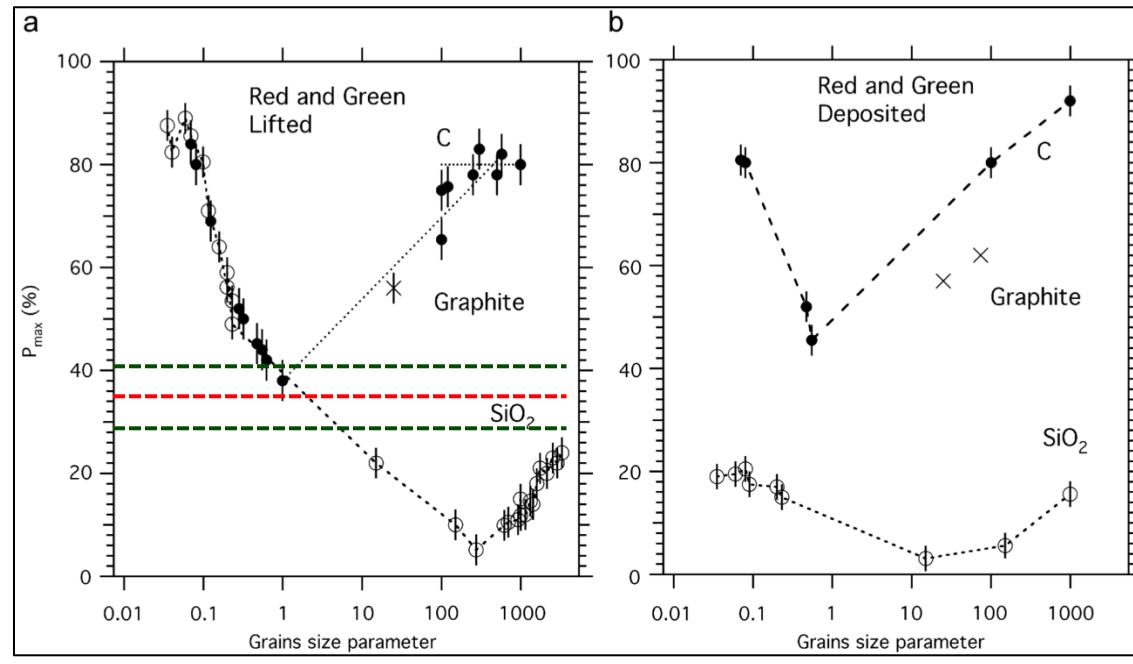 a
Red and Green
Lifted
C
Graphite
SiO2
100
80
60
40
20
0
Pmax (%)
0.01 0.1 1 10 100 1000
Grains size parameter
b
Red and Green
Deposited
C
Graphite
SiO2
100
80
60
40
20
0
0.01 0.1 1 10 100 1000
Grains size parameter